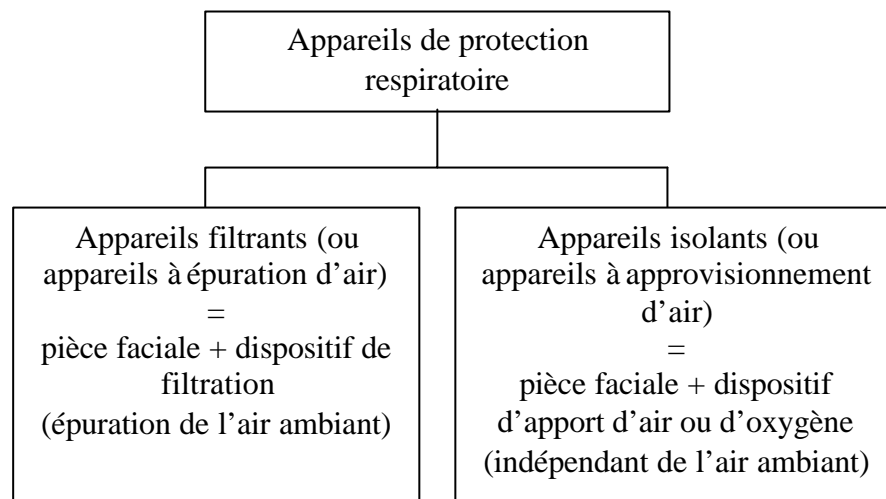 Appareils de protection
respiratoire
Appareils filtrants (ou
appareils à épuration d’air)
=
pièce faciale + dispositif de
filtration
(épuration de l’air ambiant)
Appareils isolants (ou
appareils à approvisionnement
d’air)
=
pièce faciale + dispositif
d’apport d’air ou d’oxygène
(indépendant de l’air ambiant)